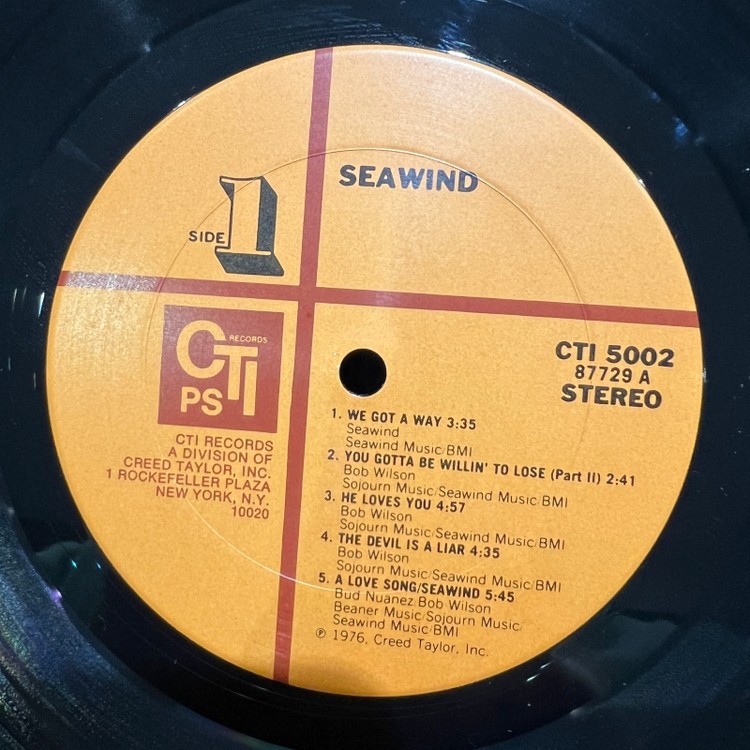 SEAWIND
SIDE 1
RECORDS
CTI
PS
CTI RECORDS
A DIVISION OF
CREED TAYLOR, INC.
1 ROCKEFELLER PLAZA
NEW YORK, N.Y.
10020
CTI 5002
87729 A
STEREO
1. WE GOT A WAY 3:35
Seawind
Seawind Music/BMI
2. YOU GOTTA BE WILLIN' TO LOSE (Part II) 2:41
Bob Wilson
Sojourn Music/Seawind Music/BMI
3. HE LOVES YOU 4:57
Bob Wilson
Sojourn Music/Seawind Music/BMI
4. THE DEVIL IS A LIAR 4:35
Bob Wilson
Sojourn Music/Seawind Music/BMI
5. A LOVE SONG/SEAWIND 5:45
Bud Nuanez/Bob Wilson
Beaner Music/Sojourn Music/
Seawind Music/BMI
℗ 1976, Creed Taylor, Inc.